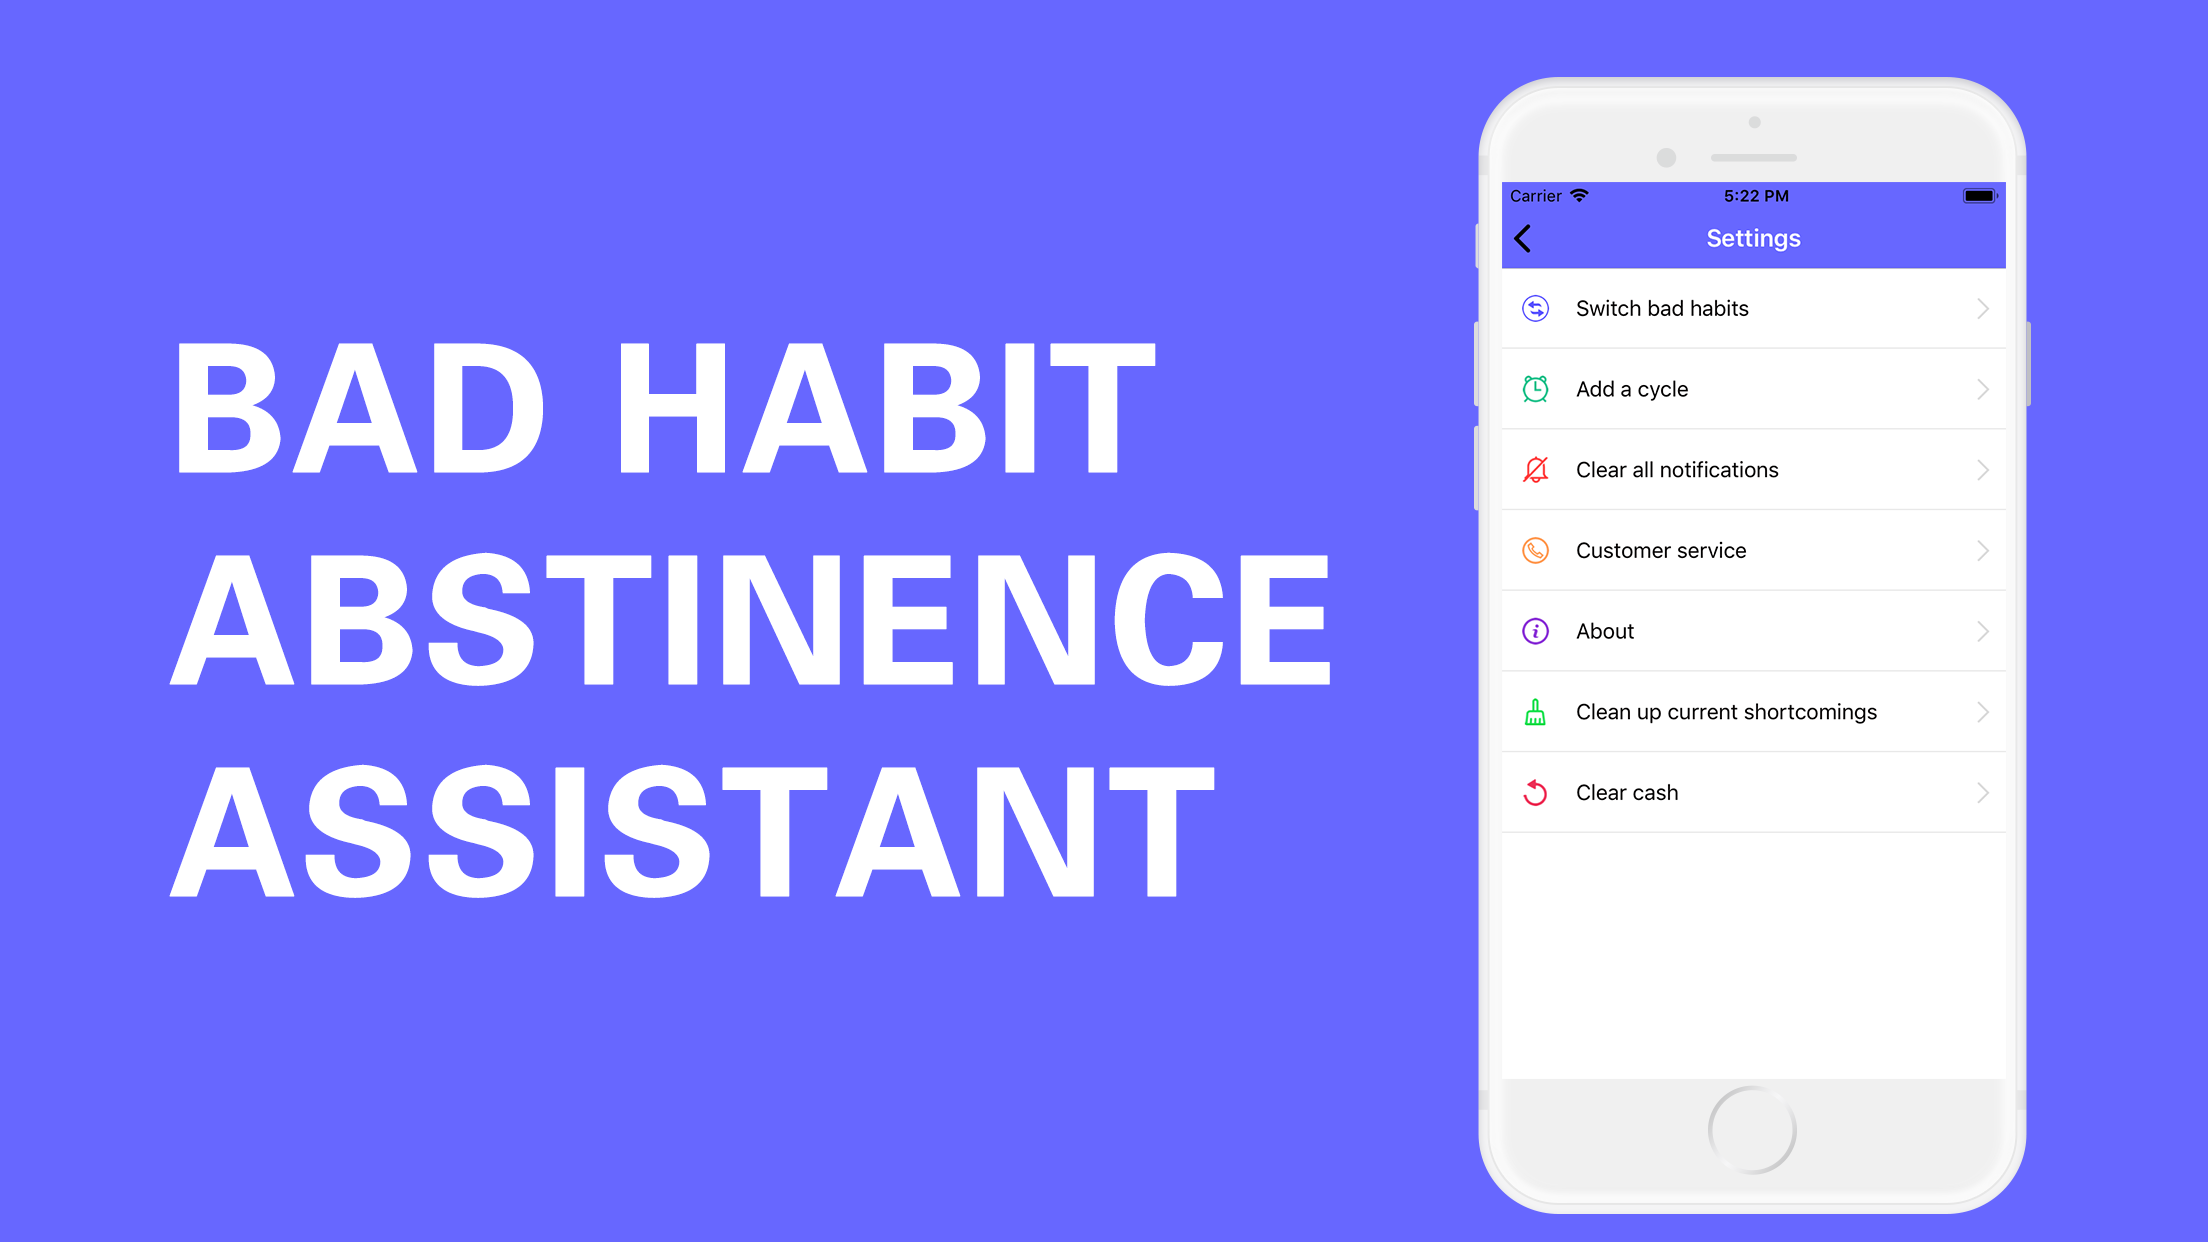 BAD HABIT
ABSTINENCE
ASSISTANT
Carrier 5:22 PM
Settings
Switch bad habits
Add a cycle
Clear all notifications
Customer service
About
Clean up current shortcomings
Clear cash